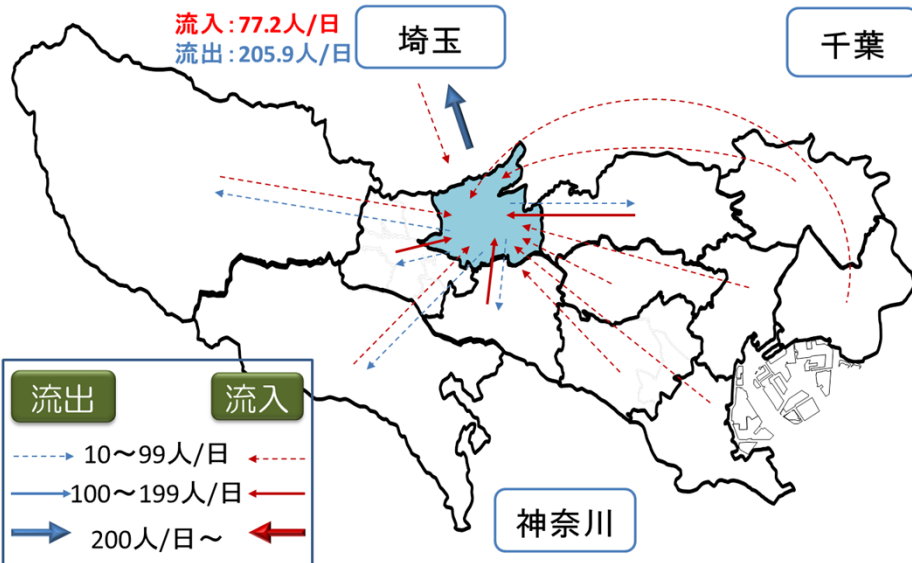 流入:77.2人/日
流出:205.9人/日
埼玉
千葉
流出
流入
10～99人/日
100～199人/日
200人/日～
神奈川